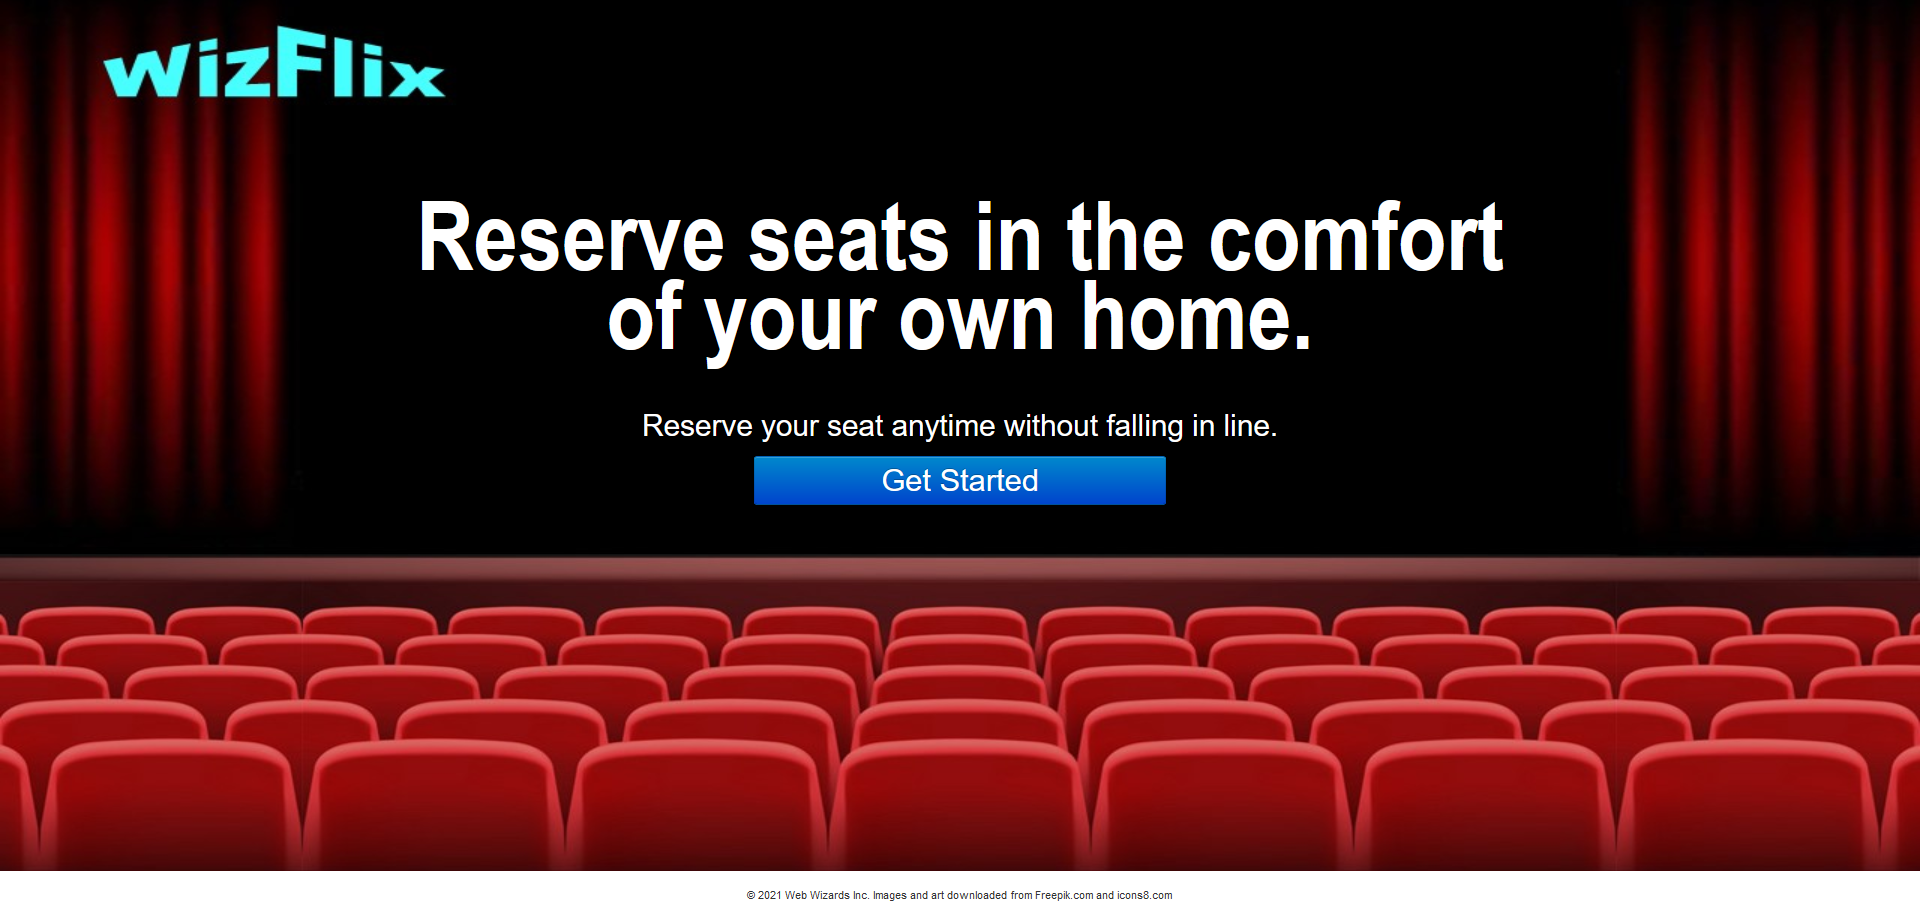 wizFlix
Reserve seats in the comfort
of your own home.
Reserve your seat anytime without falling in line.
Get Started
© 2021 Web Wizards Inc. Images and art downloaded from Freepik.com and icons8.com